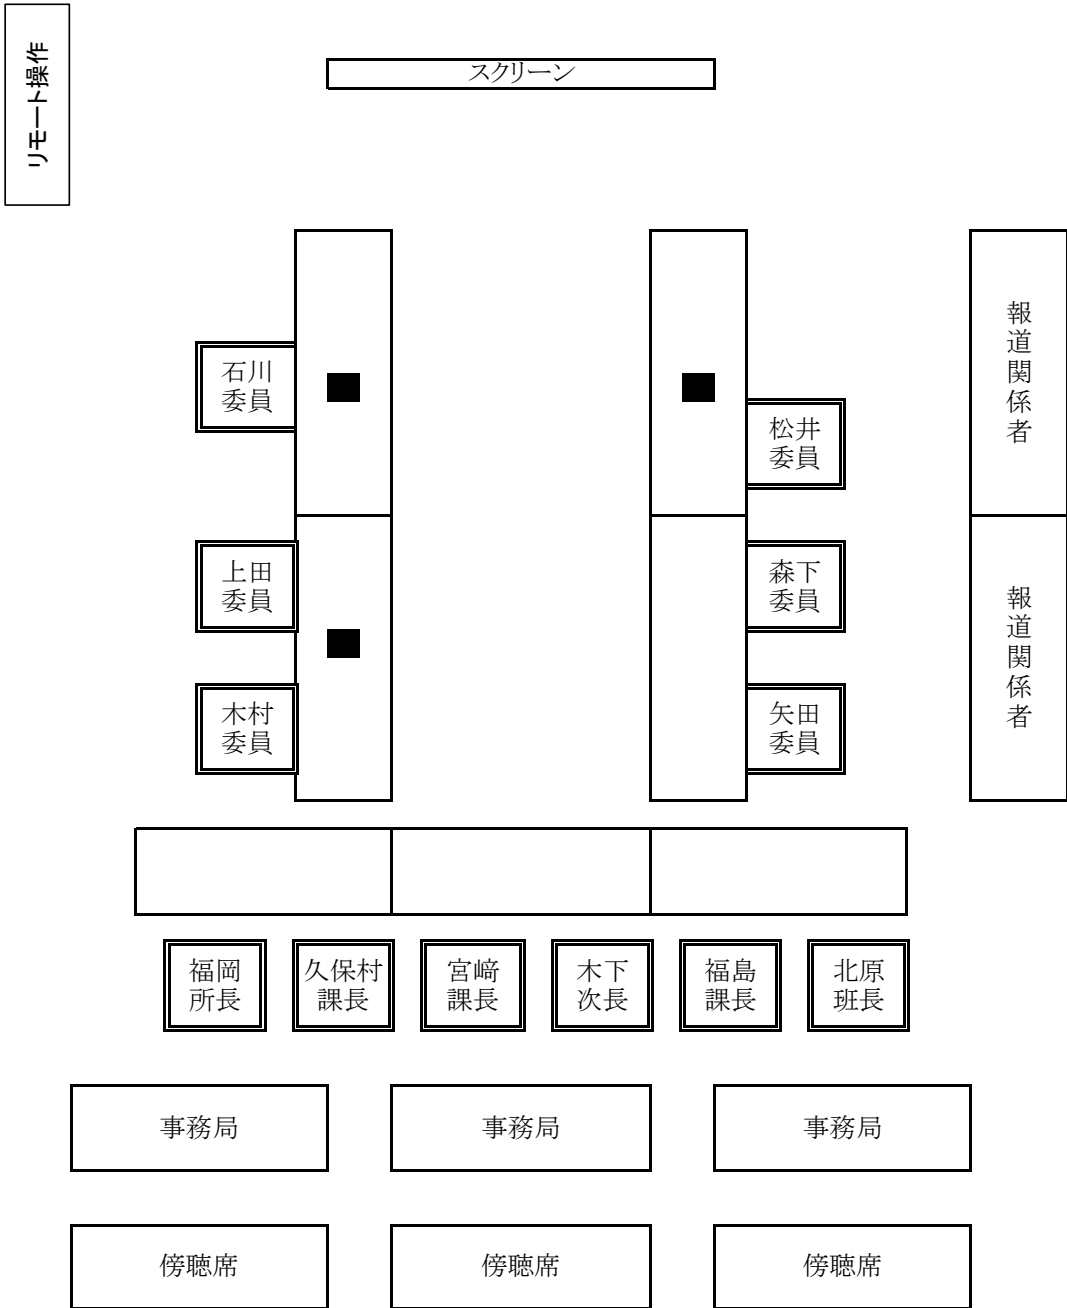 リモート操作
スクリーン
石川
委員
松井
委員
報道関係者
上田
委員
森下
委員
報道関係者
木村
委員
矢田
委員
福岡
所長
久保村
課長
宮﨑
課長
木下
次長
福島
課長
北原
班長
事務局
事務局
事務局
傍聴席
傍聴席
傍聴席